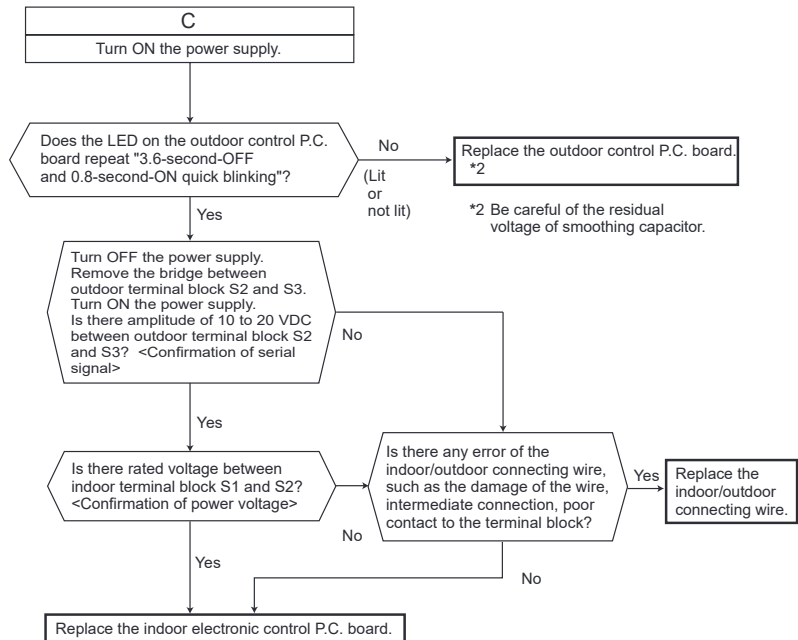 C
Turn ON the power supply.
Does the LED on the outdoor control P.C.
board repeat "3.6-second-OFF
and 0.8-second-ON quick blinking"?
No
(Lit
or
not lit)
Replace the outdoor control P.C. board.
*2
*2 Be careful of the residual
voltage of smoothing capacitor.
Yes
Turn OFF the power supply.
Remove the bridge between
outdoor terminal block S2 and S3.
Turn ON the power supply.
Is there amplitude of 10 to 20 VDC
between outdoor terminal block S2
and S3? <Confirmation of serial
signal>
No
Yes
Is there rated voltage between
indoor terminal block S1 and S2?
<Confirmation of power voltage>
No
Is there any error of the
indoor/outdoor connecting wire,
such as the damage of the wire,
intermediate connection, poor
contact to the terminal block?
Yes
Replace the
indoor/outdoor
connecting wire.
Yes
No
Replace the indoor electronic control P.C. board.